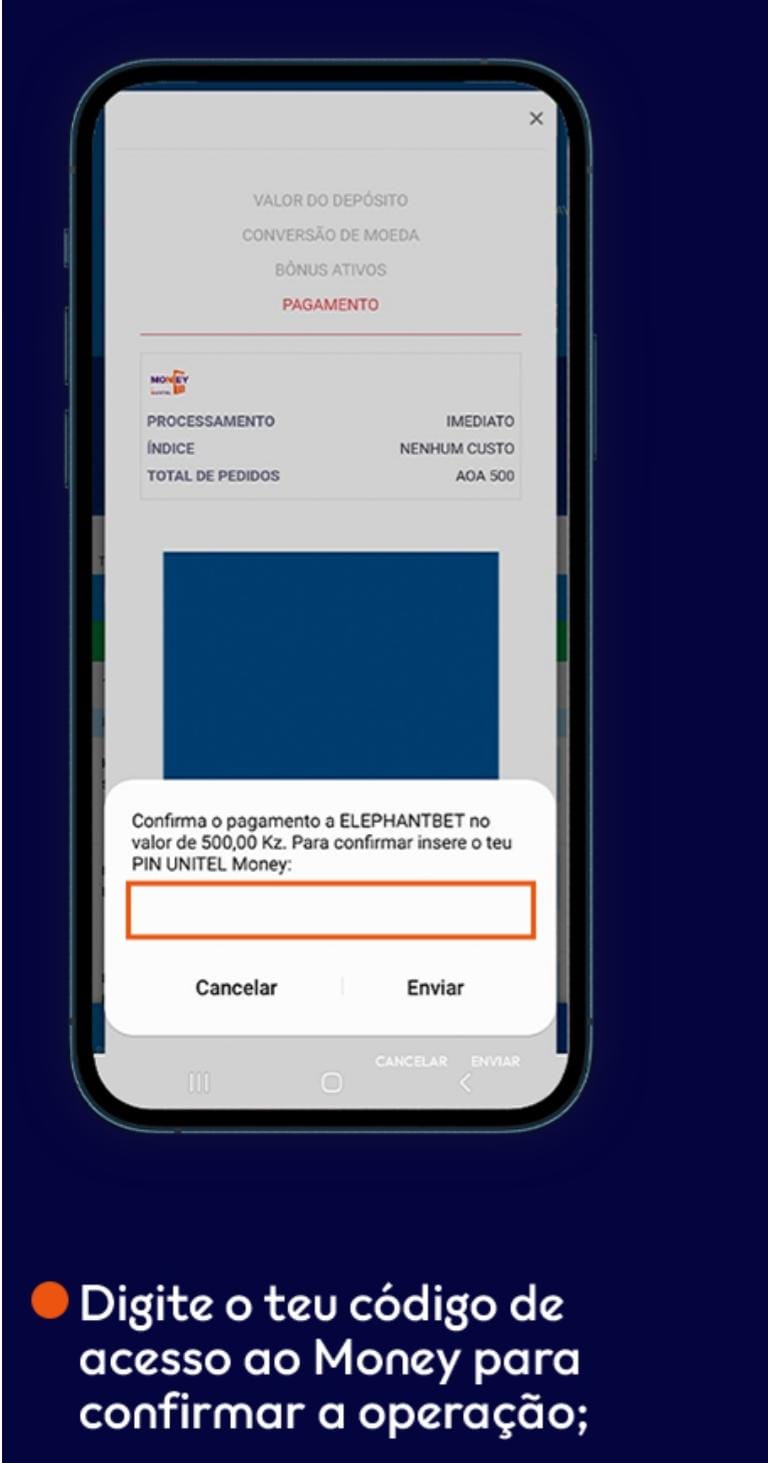 ×
VALOR DO DEPÓSITO
CONVERSÃO DE MOEDA
BÔNUS ATIVOS
PAGAMENTO
MONEY
PROCESSAMENTO IMEDIATO
ÍNDICE NENHUM CUSTO
TOTAL DE PEDIDOS AOA 500
Confirma o pagamento a ELEPHANTBET no
valor de 500,00 Kz. Para confirmar insere o teu
PIN UNITEL Money:
Cancelar Enviar
CANCELAR ENVIAR
Digite o teu código de
acesso ao Money para
confirmar a operação;